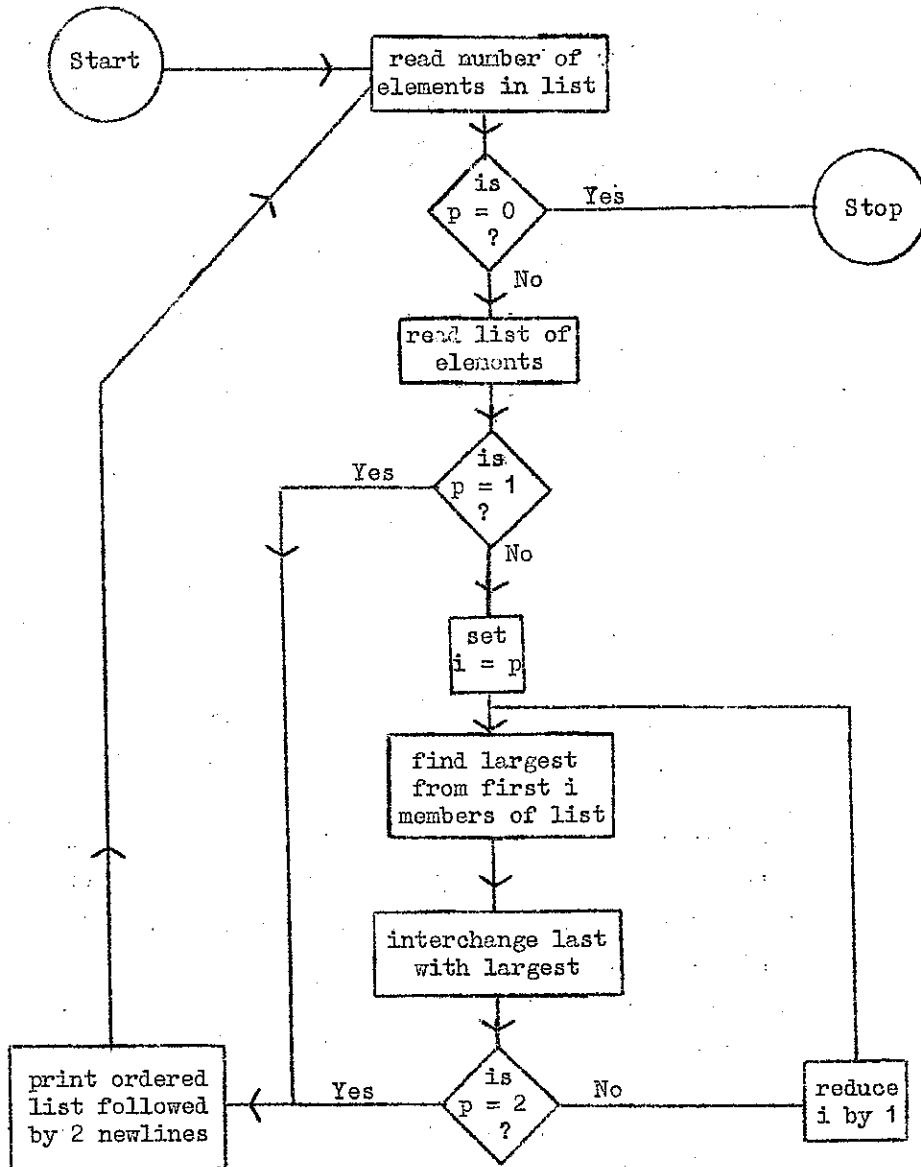 Start
read number of
elements in list
is
p = 0
?
Yes
Stop
No
read list of
elements
is
p = 1
?
Yes
No
set
i = p
find largest
from first i
members of list
interchange last
with largest
is
p = 2
?
Yes
No
print ordered
list followed
by 2 newlines
reduce
i by 1